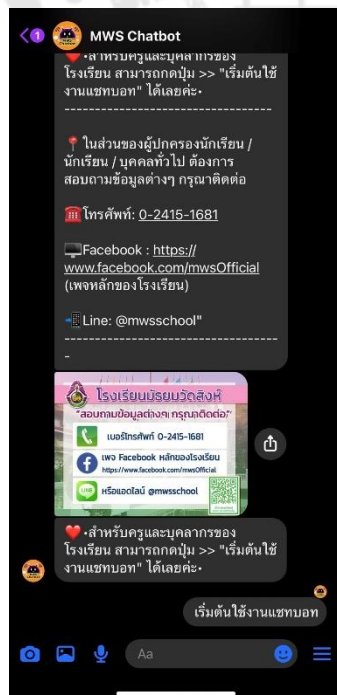 1
MWS Chatbot
❤️•สำหรับครูและบุคลากรของ
โรงเรียน สามารถกดปุ่ม >> "เริ่มต้นใช้
งานแชทบอท" ได้เลยค่ะ•
----------------------------------
📍 ในส่วนของผู้ปกครองนักเรียน /
นักเรียน / บุคคลทั่วไป ต้องการ
สอบถามข้อมูลต่างๆ กรุณาติดต่อ
☎️โทรศัพท์: 0-2415-1681
💻Facebook : https://
www.facebook.com/mwsOfficial
(เพจหลักของโรงเรียน)
📲Line: @mwsschool"
-----------------------------------
-
โรงเรียนมัธยมวัดสิงห์
"สอบถามข้อมูลต่างๆ กรุณาติดต่อ"
เบอร์โทรศัพท์ 0-2415-1681
เพจ Facebook หลักของโรงเรียน
https://www.facebook.com/mwsOfficial
LINE
หรือแอดไลน์ @mwsschool
❤️•สำหรับครูและบุคลากรของ
โรงเรียน สามารถกดปุ่ม >> "เริ่มต้นใช้
งานแชทบอท" ได้เลยค่ะ•
เริ่มต้นใช้งานแชทบอท
Aa